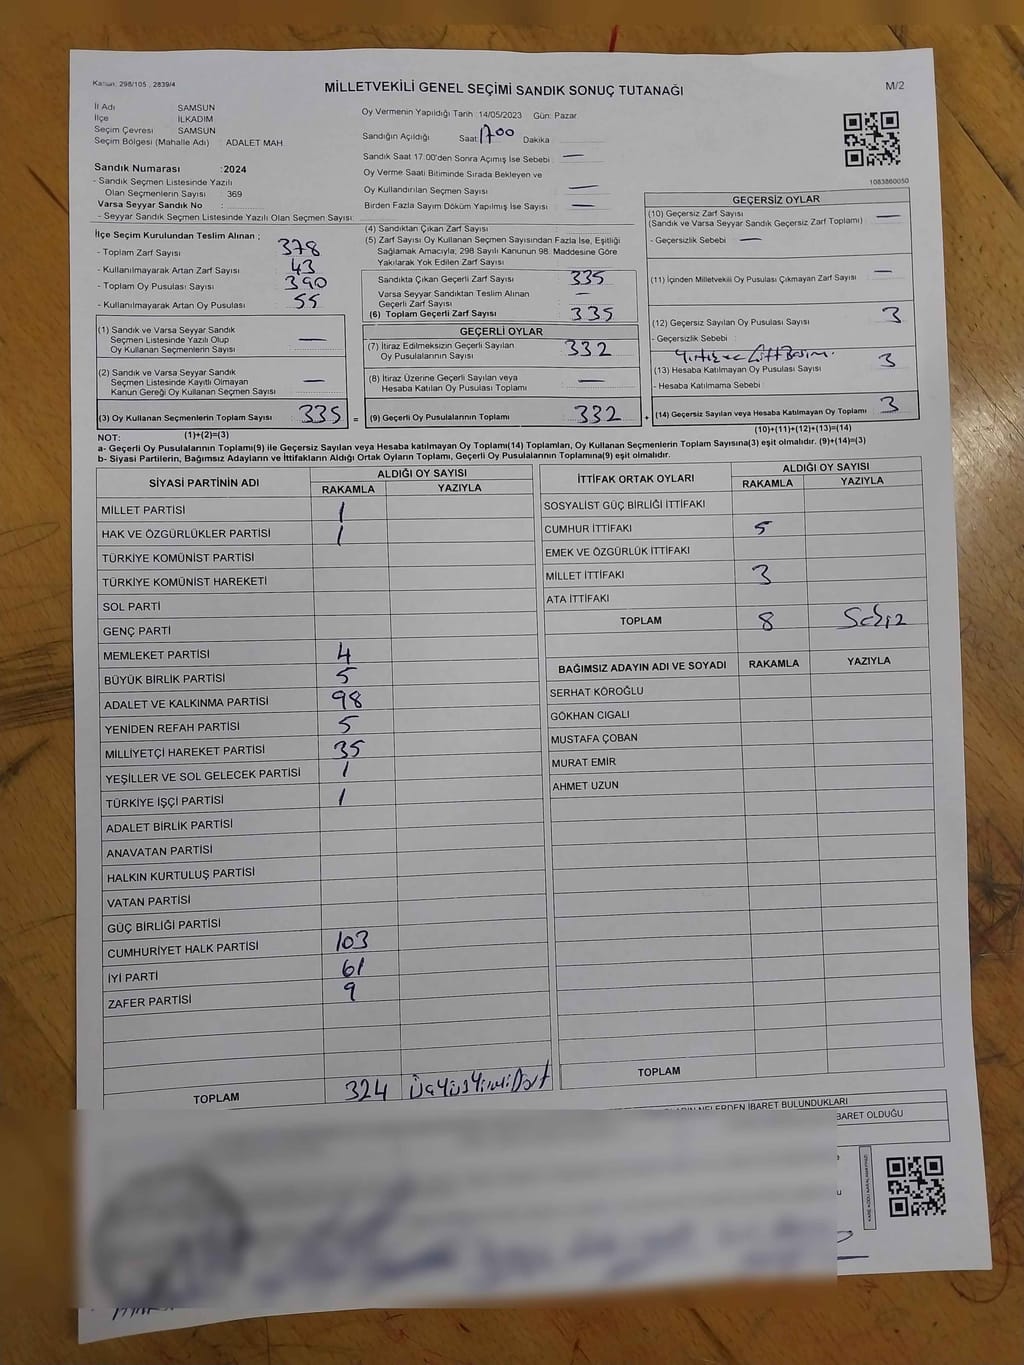 Kanun: 298/105 , 2839/4
MİLLETVEKİLİ GENEL SEÇİMİ SANDIK SONUÇ TUTANAĞI
M/2
İl Adı SAMSUN
İlçe İLKADIM
Seçim Çevresi SAMSUN
Seçim Bölgesi (Mahalle Adı) : ADALET MAH
Sandık Numarası :2024
- Sandık Seçmen Listesinde Yazılı
Olan Seçmenlerin Sayısı : 369
Varsa Seyyar Sandık No :
- Seyyar Sandık Seçmen Listesinde Yazılı Olan Seçmen Sayısı:
Oy Vermenin Yapıldığı Tarih : 14/05/2023 Gün: Pazar
Sandığın Açıldığı Saat 17.00 Dakika
Sandık Saat 17:00'den Sonra Açımış İse Sebebi : —
Oy Verme Saati Bitiminde Sırada Bekleyen ve
Oy Kullandırılan Seçmen Sayısı : —
Birden Fazla Sayım Döküm Yapılmış İse Sayısı : —
1083860050
İlçe Seçim Kurulundan Teslim Alınan ;
- Toplam Zarf Sayısı : 378
- Kullanılmayarak Artan Zarf Sayısı : 43
- Toplam Oy Pusulası Sayısı : 390
- Kullanılmayarak Artan Oy Pusulası : 55
(4) Sandıktan Çıkan Zarf Sayısı :
(5) Zarf Sayısı Oy Kullanan Seçmen Sayısından Fazla İse, Eşitliği
Sağlamak Amacıyla; 298 Sayılı Kanunun 98. Maddesine Göre
Yakılarak Yok Edilen Zarf Sayısı :
Sandıkta Çıkan Geçerli Zarf Sayısı : 335
Varsa Seyyar Sandıktan Teslim Alınan
Geçerli Zarf Sayısı : —
(6) Toplam Geçerli Zarf Sayısı : 335
GEÇERSİZ OYLAR
(10) Geçersiz Zarf Sayısı : —
(Sandık ve Varsa Seyyar Sandık Geçersiz Zarf Toplamı)
- Geçersizlik Sebebi : —
(11) İçinden Milletvekili Oy Pusulası Çıkmayan Zarf Sayısı : —
(12) Geçersiz Sayılan Oy Pusulası Sayısı : 3
- Geçersizlik Sebebi :
Yırtık ve Çift Basım.
(13) Hesaba Katılmayan Oy Pusulası Sayısı : 3
- Hesaba Katılmama Sebebi :
(14) Geçersiz Sayılan veya Hesaba Katılmayan Oy Toplamı : 3
(10)+(11)+(12)+(13)=(14)
(1) Sandık ve Varsa Seyyar Sandık
Seçmen Listesinde Yazılı Olup
Oy Kullanan Seçmenlerin Sayısı : —
(2) Sandık ve Varsa Seyyar Sandık
Seçmen Listesinde Kayıtlı Olmayan
Kanun Gereği Oy Kullanan Seçmen Sayısı : —
(3) Oy Kullanan Seçmenlerin Toplam Sayısı : 335 =
GEÇERLİ OYLAR
(7) İtiraz Edilmeksizin Geçerli Sayılan
Oy Pusulalarının Sayısı : 332
(8) İtiraz Üzerine Geçerli Sayılan veya
Hesaba Katılan Oy Pusulası Toplamı : —
(9) Geçerli Oy Pusulalarının Toplamı : 332 +
NOT: (1)+(2)=(3)
a- Geçerli Oy Pusulalarının Toplamı(9) ile Geçersiz Sayılan veya Hesaba katılmayan Oy Toplamı(14) Toplamları, Oy Kullanan Seçmenlerin Toplam Sayısına(3) eşit olmalıdır. (9)+(14)=(3)
b- Siyasi Partilerin, Bağımsız Adayların ve İttifakların Aldığı Ortak Oyların Toplamı, Geçerli Oy Pusulalarının Toplamına(9) eşit olmalıdır.
SİYASİ PARTİNİN ADI ALDIĞI OY SAYISI
RAKAMLA YAZIYLA
MİLLET PARTİSİ 1
HAK VE ÖZGÜRLÜKLER PARTİSİ 1
TÜRKİYE KOMÜNİST PARTİSİ
TÜRKİYE KOMÜNİST HAREKETİ
SOL PARTİ
GENÇ PARTİ
MEMLEKET PARTİSİ 4
BÜYÜK BİRLİK PARTİSİ 5
ADALET VE KALKINMA PARTİSİ 98
YENİDEN REFAH PARTİSİ 5
MİLLİYETÇİ HAREKET PARTİSİ 35
YEŞİLLER VE SOL GELECEK PARTİSİ 1
TÜRKİYE İŞÇİ PARTİSİ 1
ADALET BİRLİK PARTİSİ
ANAVATAN PARTİSİ
HALKIN KURTULUŞ PARTİSİ
VATAN PARTİSİ
GÜÇ BİRLİĞİ PARTİSİ
CUMHURİYET HALK PARTİSİ 103
İYİ PARTİ 61
ZAFER PARTİSİ 9
TOPLAM 324 ÜçYüzYirmiDört
İTTİFAK ORTAK OYLARI ALDIĞI OY SAYISI
RAKAMLA YAZIYLA
SOSYALİST GÜÇ BİRLİĞİ İTTİFAKI
CUMHUR İTTİFAKI 5
EMEK VE ÖZGÜRLÜK İTTİFAKI
MİLLET İTTİFAKI 3
ATA İTTİFAKI
TOPLAM 8 Sekiz
BAĞIMSIZ ADAYIN ADI VE SOYADI RAKAMLA YAZIYLA
SERHAT KÖROĞLU
GÖKHAN CIGALI
MUSTAFA ÇOBAN
MURAT EMİR
AHMET UZUN
TOPLAM
NELERDEN İBARET BULUNDUKLARI
İBARET OLDUĞU